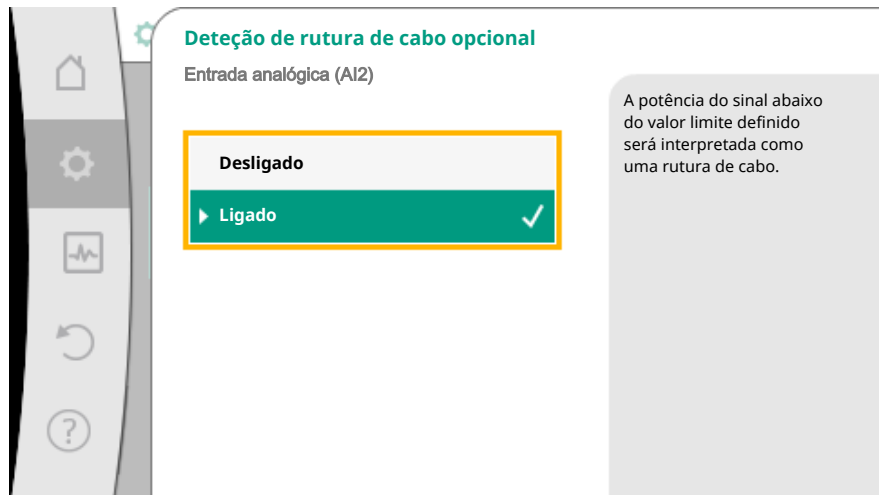 Deteção de rutura de cabo opcional
Entrada analógica (AI2)
Desligado
Ligado
A potência do sinal abaixo
do valor limite definido
será interpretada como
uma rutura de cabo.
?